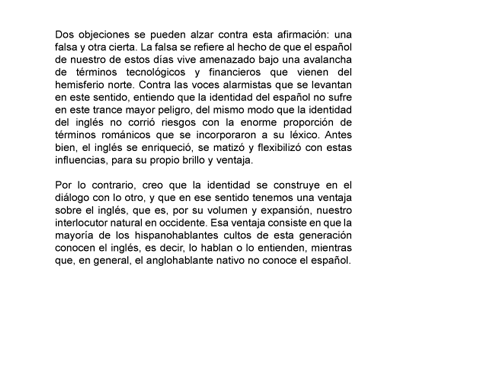 Dos objeciones se pueden alzar contra esta afirmación: una
falsa y otra cierta. La falsa se refiere al hecho de que el español
de nuestro de estos días vive amenazado bajo una avalancha
de términos tecnológicos y financieros que vienen del
hemisferio norte. Contra las voces alarmistas que se levantan
en este sentido, entiendo que la identidad del español no sufre
en este trance mayor peligro, del mismo modo que la identidad
del inglés no corrió riesgos con la enorme proporción de
términos románicos que se incorporaron a su léxico. Antes
bien, el inglés se enriqueció, se matizó y flexibilizó con estas
influencias, para su propio brillo y ventaja.
Por lo contrario, creo que la identidad se construye en el
diálogo con lo otro, y que en ese sentido tenemos una ventaja
sobre el inglés, que es, por su volumen y expansión, nuestro
interlocutor natural en occidente. Esa ventaja consiste en que la
mayoría de los hispanohablantes cultos de esta generación
conocen el inglés, es decir, lo hablan o lo entienden, mientras
que, en general, el anglohablante nativo no conoce el español.